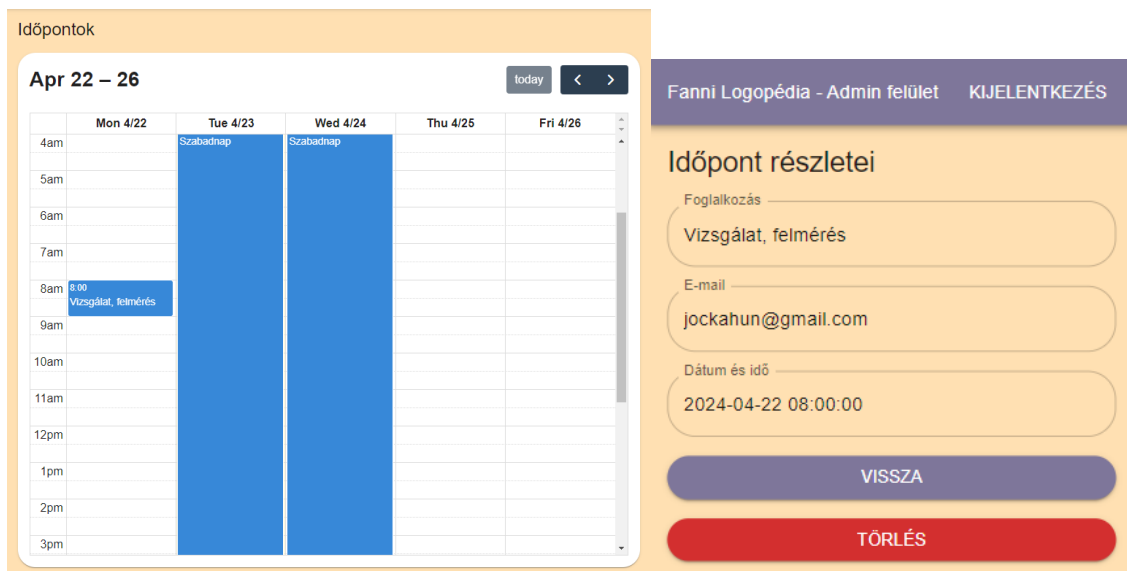 Időpontok
Apr 22 – 26
today
Mon 4/22 Tue 4/23 Wed 4/24 Thu 4/25 Fri 4/26
4am Szabadnap Szabadnap
5am
6am
7am
8am 8:00
Vizsgálat, felmérés
9am
10am
11am
12pm
1pm
2pm
3pm
Fanni Logopédia - Admin felület KIJELENTKEZÉS
Időpont részletei
Foglalkozás
Vizsgálat, felmérés
E-mail
jockahun@gmail.com
Dátum és idő
2024-04-22 08:00:00
VISSZA
TÖRLÉS